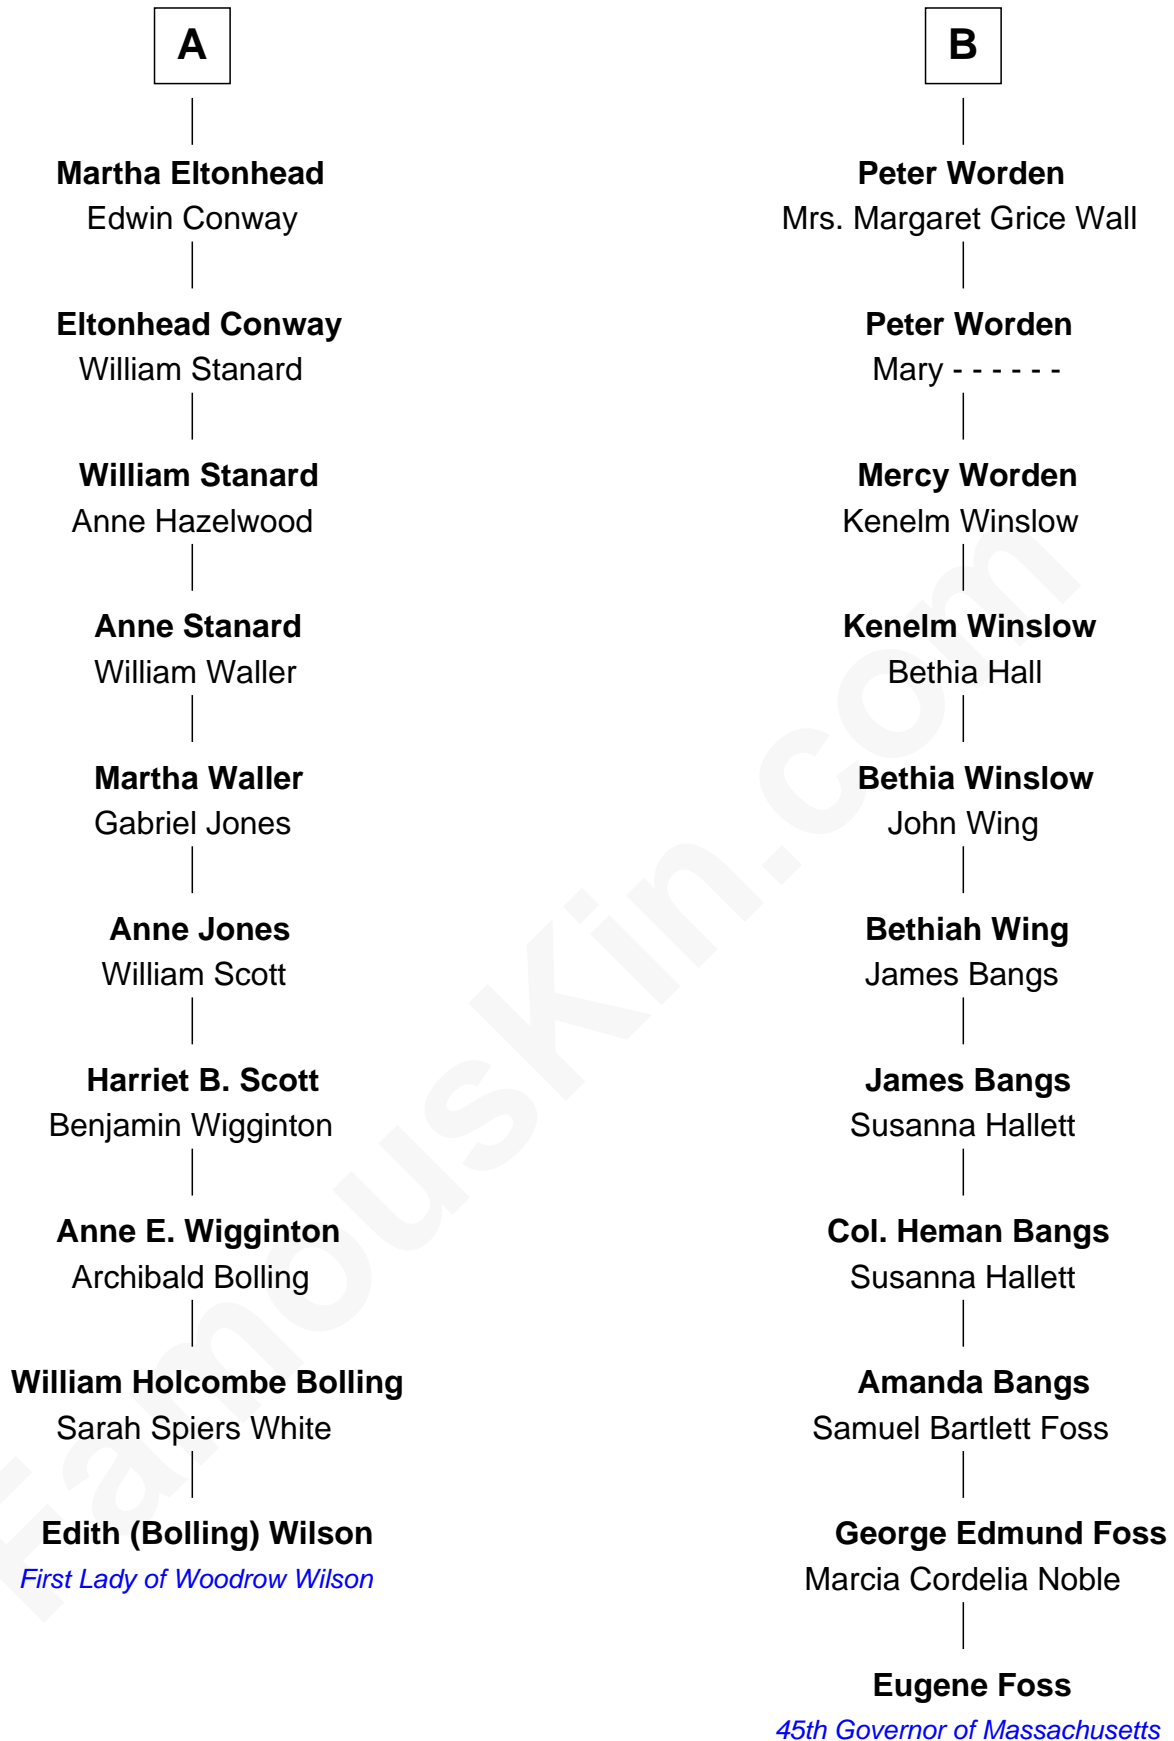 A
Martha Eltonhead
Edwin Conway
Eltonhead Conway
William Stanard
William Stanard
Anne Hazelwood
Anne Stanard
William Waller
Martha Waller
Gabriel Jones
Anne Jones
William Scott
Harriet B. Scott
Benjamin Wigginton
Anne E. Wigginton
Archibald Bolling
William Holcombe Bolling
Sarah Spiers White
Edith (Bolling) Wilson
First Lady of Woodrow Wilson
B
Peter Worden
Mrs. Margaret Grice Wall
Peter Worden
Mary - - - - - -
Mercy Worden
Kenelm Winslow
Kenelm Winslow
Bethia Hall
Bethia Winslow
John Wing
Bethiah Wing
James Bangs
James Bangs
Susanna Hallett
Col. Heman Bangs
Susanna Hallett
Amanda Bangs
Samuel Bartlett Foss
George Edmund Foss
Marcia Cordelia Noble
Eugene Foss
45th Governor of Massachusetts
FamousKin.com